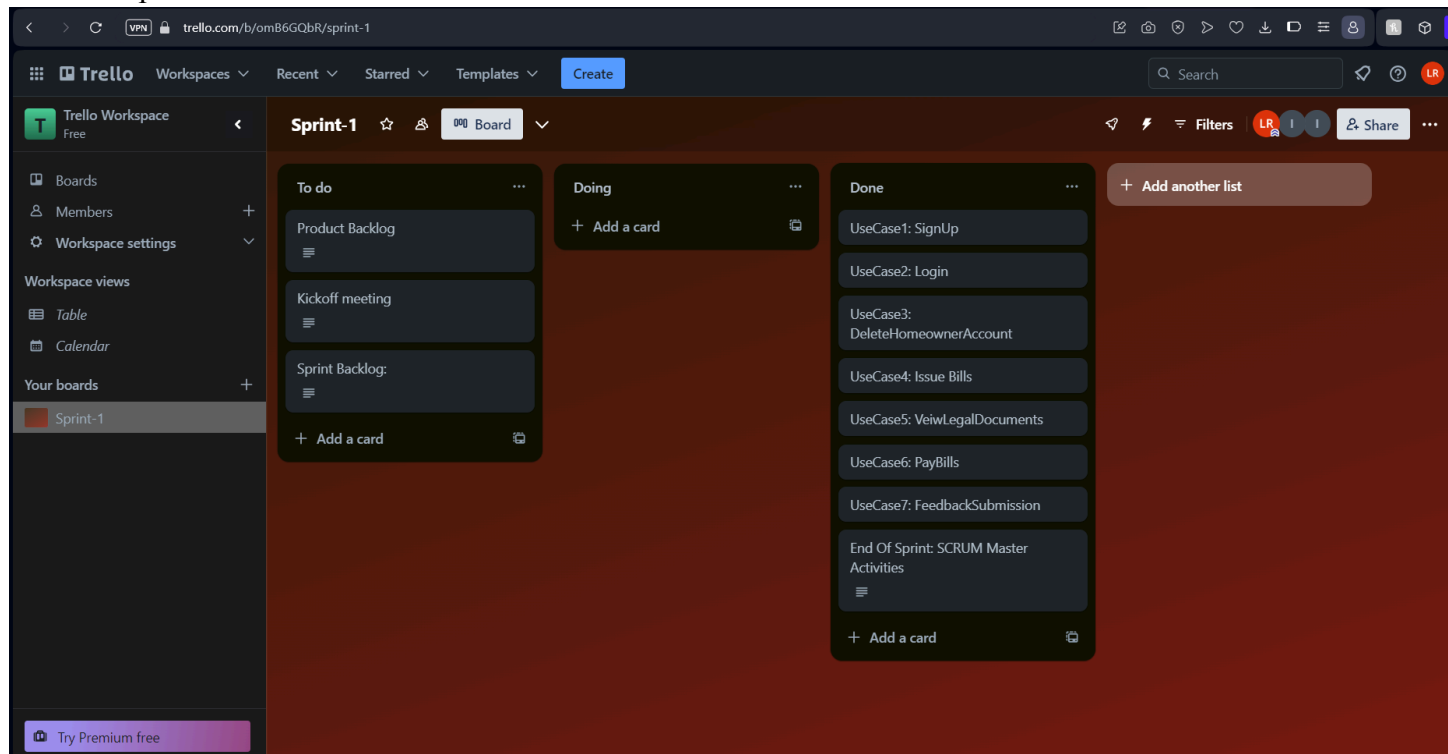 VPN trello.com/b/omB6GQbR/sprint-1
Trello Workspaces Recent Starred Templates Create Search LR
T Trello Workspace
Free
Sprint-1 Board Filters LR I I Share
Boards
Members
Workspace settings
Workspace views
Table
Calendar
Your boards
Sprint-1
Try Premium free
To do
Product Backlog
Kickoff meeting
Sprint Backlog:
+ Add a card
Doing
+ Add a card
Done
UseCase1: SignUp
UseCase2: Login
UseCase3:
DeleteHomeownerAccount
UseCase4: Issue Bills
UseCase5: VeiwLegalDocuments
UseCase6: PayBills
UseCase7: FeedbackSubmission
End Of Sprint: SCRUM Master
Activities
+ Add a card
+ Add another list